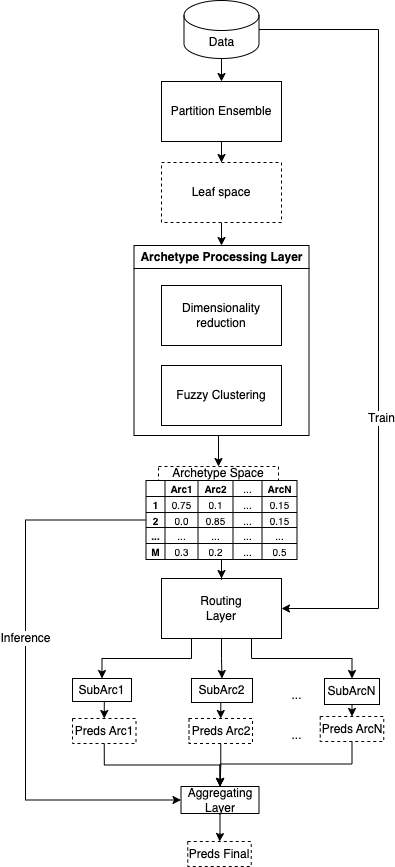 Data
Partition Ensemble
Leaf space
Archetype Processing Layer
Dimensionality
reduction
Fuzzy Clustering
Train
Archetype Space
Arc1 Arc2 ... ArcN
1 0.75 0.1 ... 0.15
2 0.0 0.85 ... 0.15
... ... ... ... ...
M 0.3 0.2 ... 0.5
Routing
Layer
Inference
SubArc1 SubArc2 ... SubArcN
Preds Arc1 Preds Arc2 ... Preds ArcN
Aggregating
Layer
Preds Final